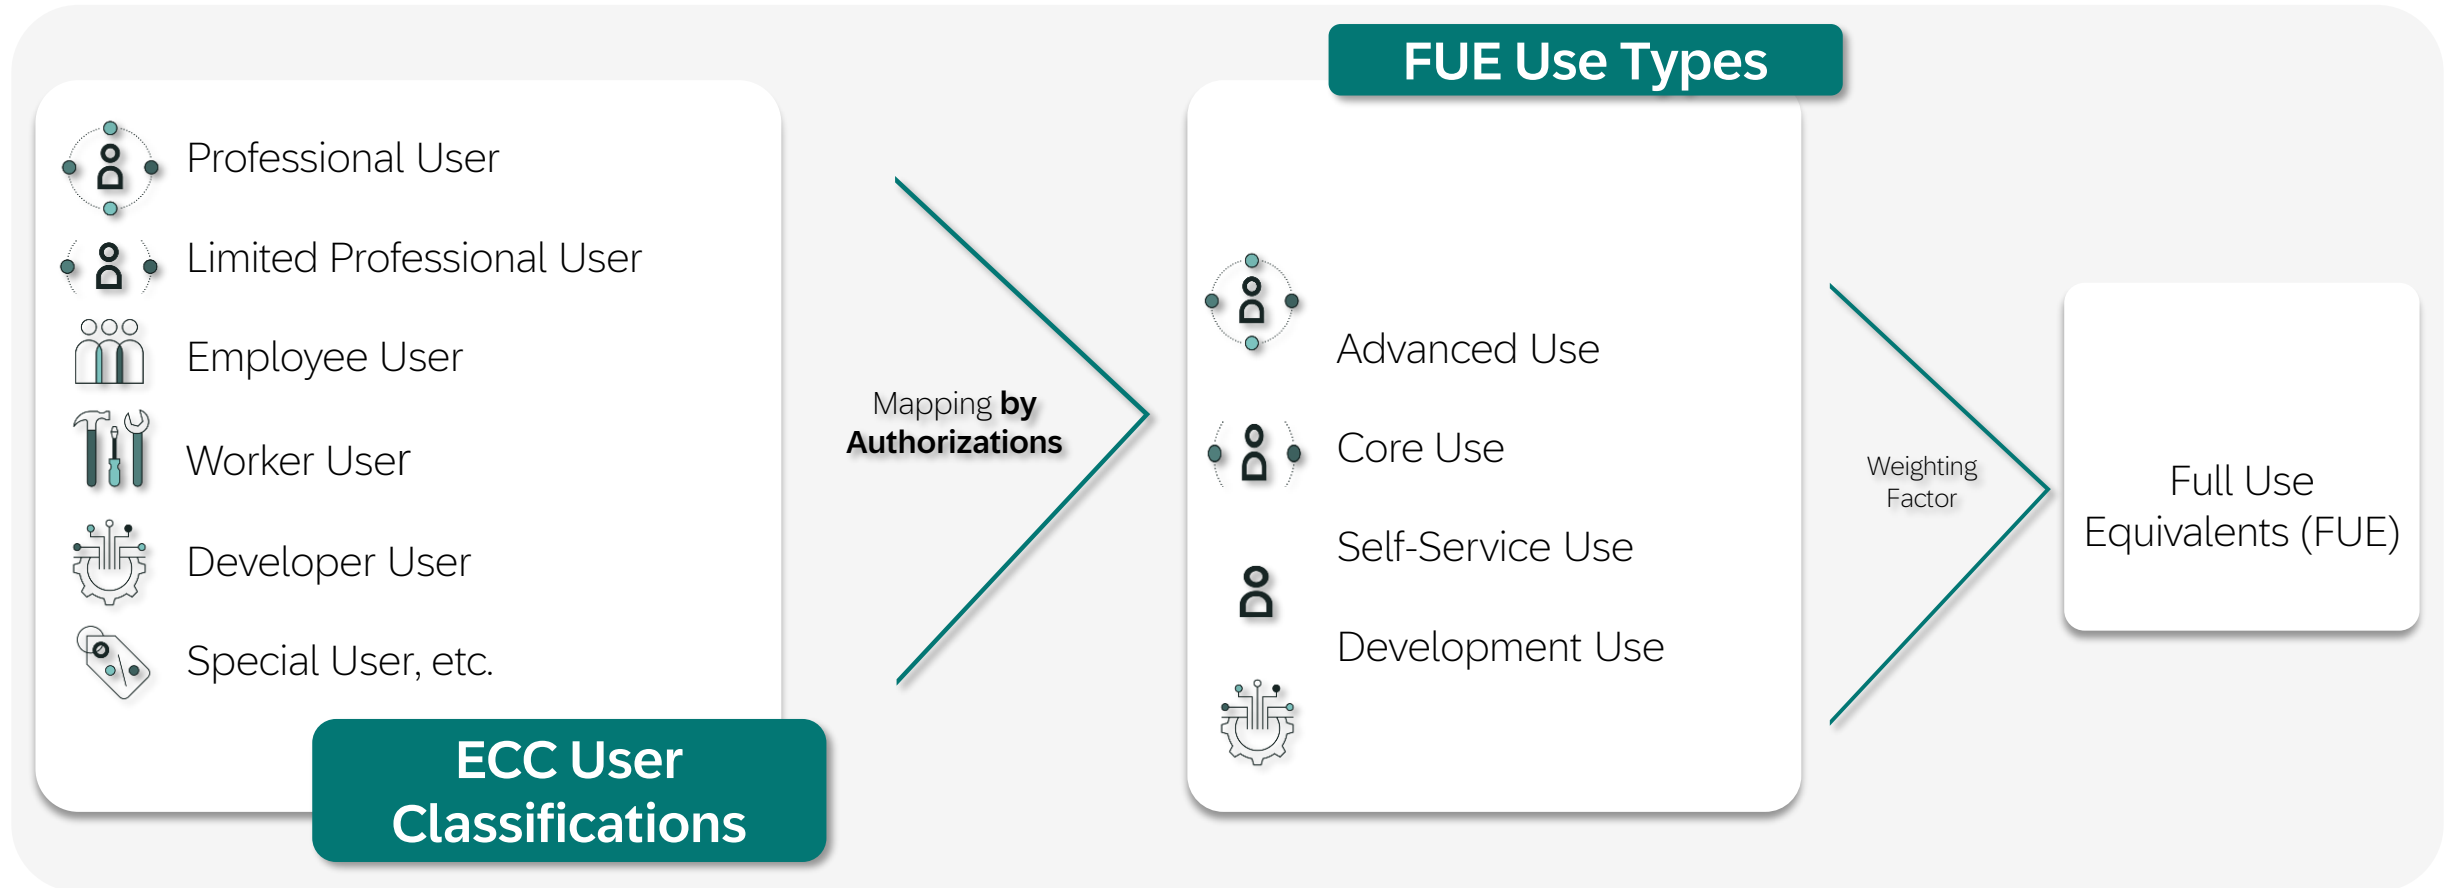 Professional User
Limited Professional User
Employee User
Worker User
Developer User
Special User, etc.
ECC User
Classifications
Mapping by
Authorizations
FUE Use Types
Advanced Use
Core Use
Self-Service Use
Development Use
Weighting
Factor
Full Use
Equivalents (FUE)